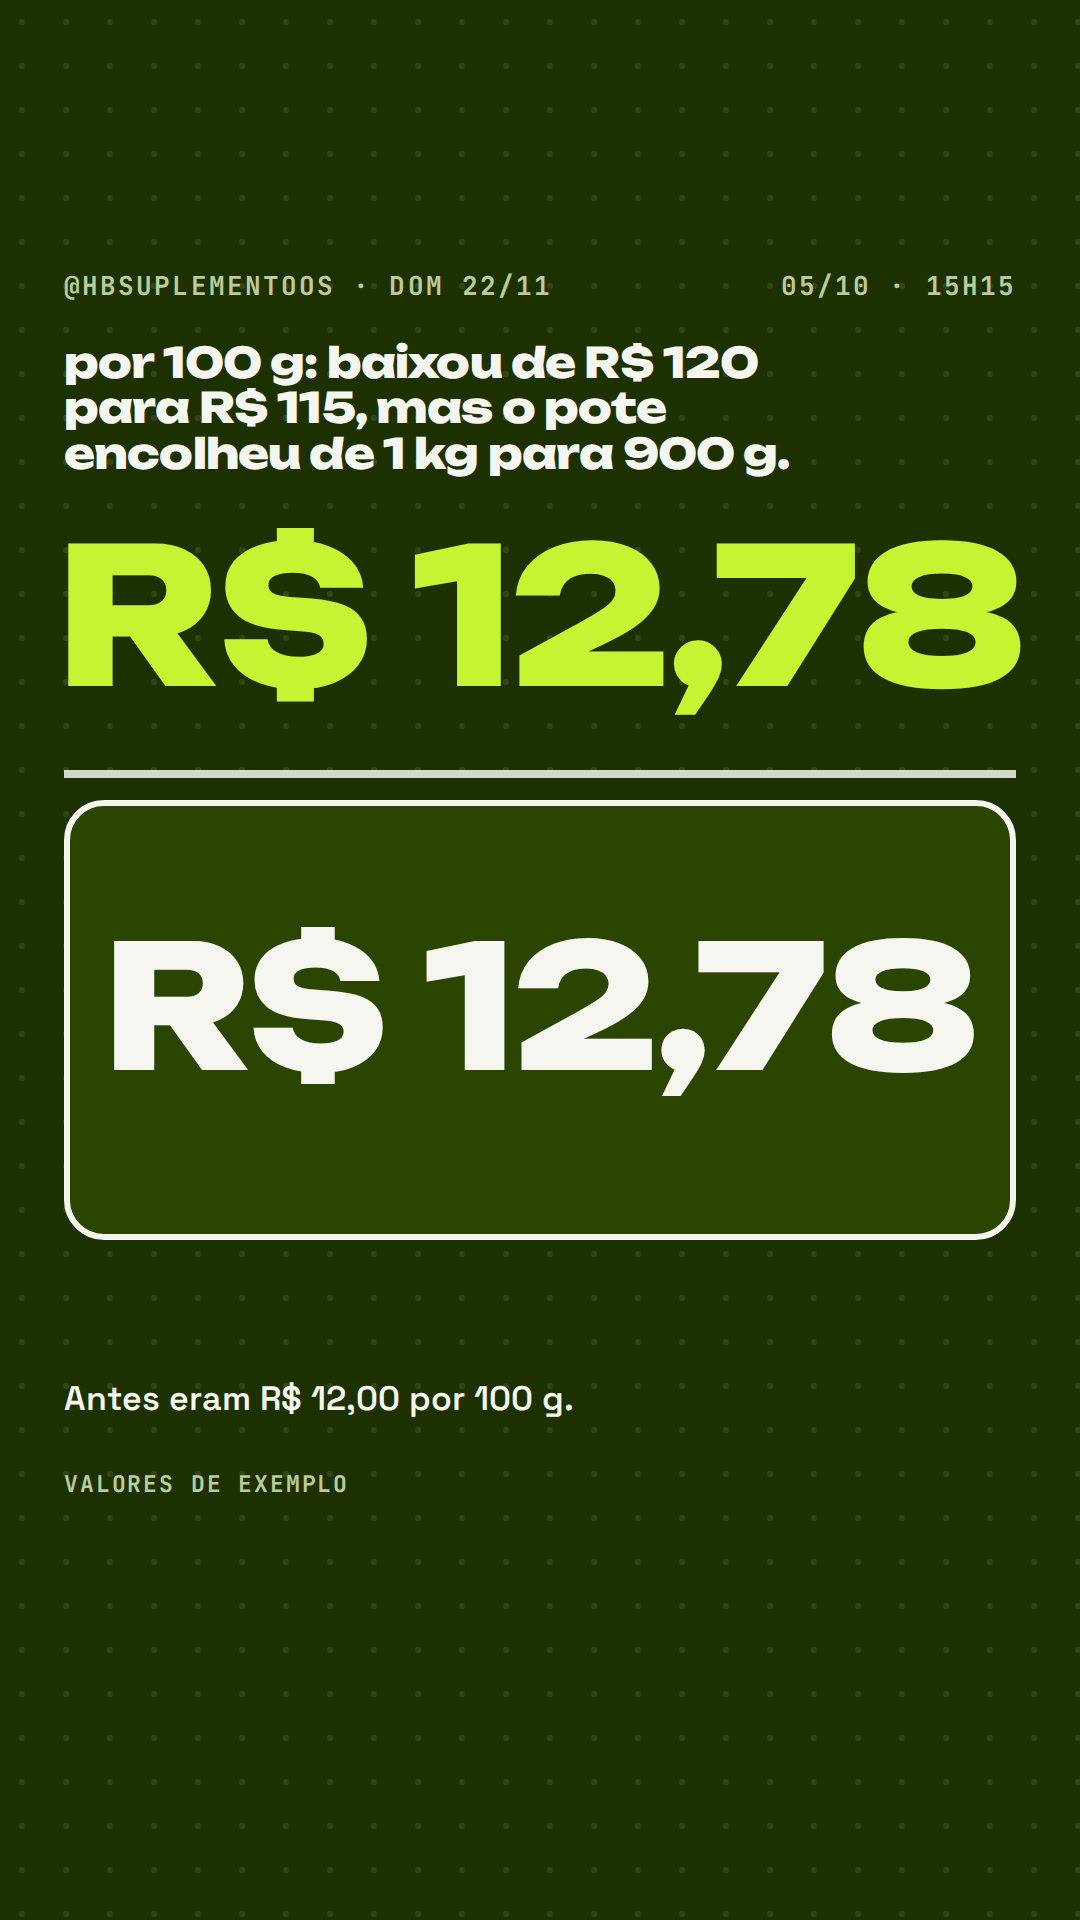 @HBSUPLEMENTOOS · DOM 22/11
05/10 · 15H15
por 100 g: baixou de R$ 120
para R$ 115, mas o pote
encolheu de 1 kg para 900 g.
R$ 12,78
R$ 12,78
Antes eram R$ 12,00 por 100 g.
VALORES DE EXEMPLO